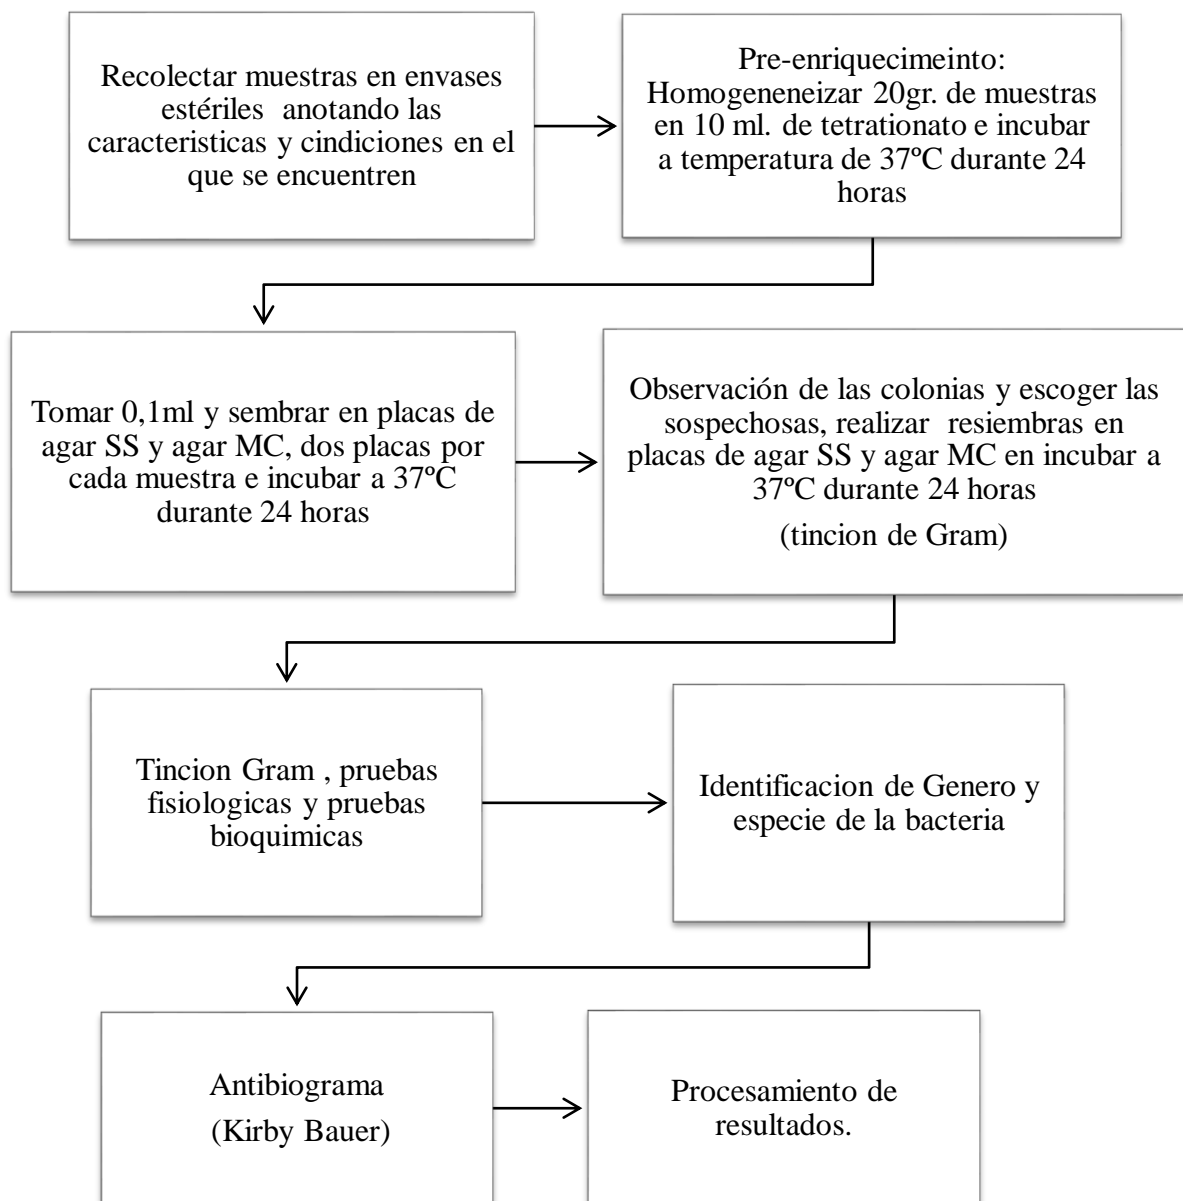 Recolectar muestras en envases
estériles anotando las
caracteristicas y cindiciones en el
que se encuentren
Pre-enriquecimeinto:
Homogeneneizar 20gr. de muestras
en 10 ml. de tetrationato e incubar
a temperatura de 37ºC durante 24
horas
Tomar 0,1ml y sembrar en placas de
agar SS y agar MC, dos placas por
cada muestra e incubar a 37ºC
durante 24 horas
Observación de las colonias y escoger las
sospechosas, realizar resiembras en
placas de agar SS y agar MC en incubar a
37ºC durante 24 horas
(tincion de Gram)
Tincion Gram , pruebas
fisiologicas y pruebas
bioquimicas
Identificacion de Genero y
especie de la bacteria
Antibiograma
(Kirby Bauer)
Procesamiento de
resultados.